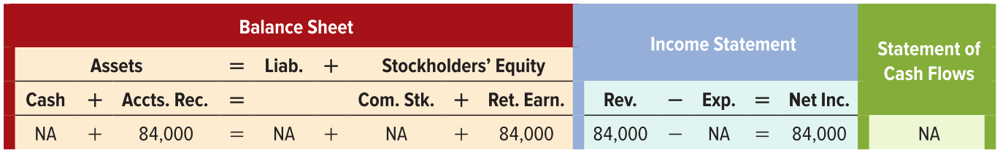 Balance Sheet
Income Statement
Statement of
Cash Flows
Assets = Liab. + Stockholders’ Equity
Cash + Accts. Rec. = Com. Stk. + Ret. Earn. Rev. − Exp. = Net Inc.
NA + 84,000 = NA + NA + 84,000 84,000 − NA = 84,000 NA